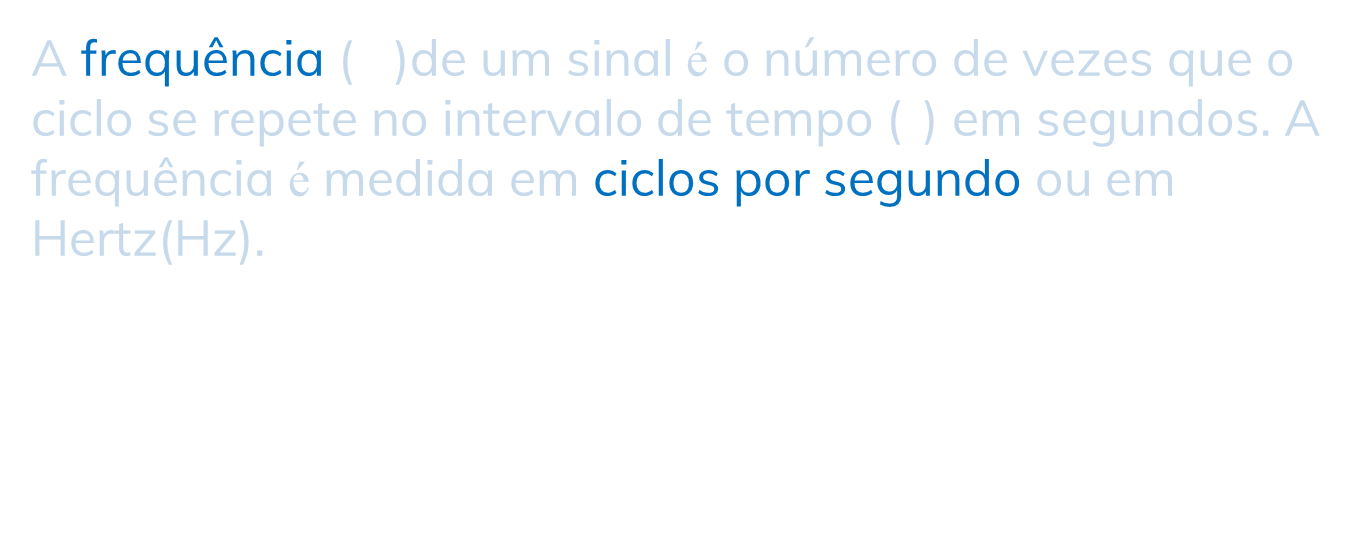 A frequência (   )de um sinal é o número de vezes que o
ciclo se repete no intervalo de tempo (  ) em segundos. A
frequência é medida em ciclos por segundo ou em
Hertz(Hz).